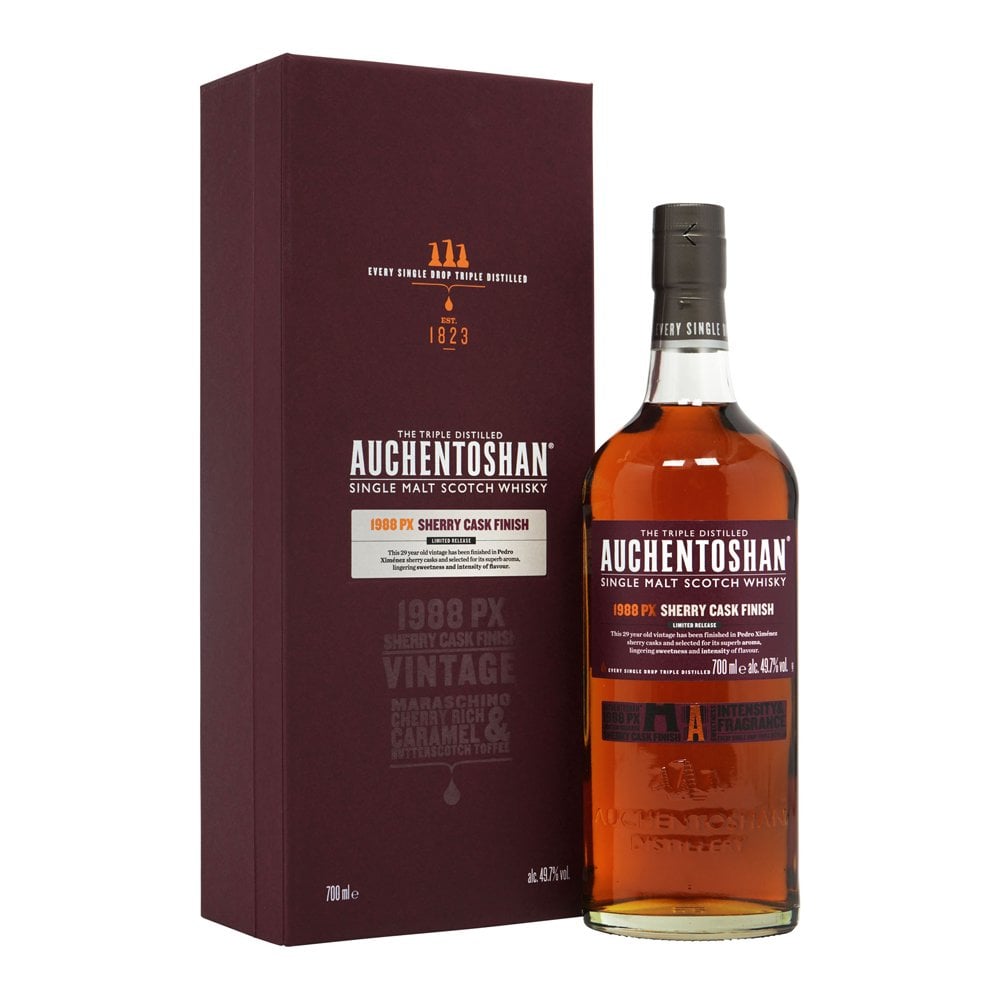 EVERY SINGLE DROP TRIPLE DISTILLED
EST.
1823
THE TRIPLE DISTILLED
AUCHENTOSHAN®
SINGLE MALT SCOTCH WHISKY
1988 PX SHERRY CASK FINISH
LIMITED RELEASE
This 29 year old vintage has been finished in Pedro
Ximénez sherry casks and selected for its superb aroma,
lingering sweetness and intensity of flavour.
1988 PX
SHERRY CASK FINISH
VINTAGE
MARASCHINO
CHERRY RICH
CARAMEL &
BUTTERSCOTCH TOFFEE
700 ml e
alc. 49.7% vol.
EVERY SINGLE
THE TRIPLE DISTILLED
AUCHENTOSHAN®
SINGLE MALT SCOTCH WHISKY
1988 PX SHERRY CASK FINISH
LIMITED RELEASE
This 29 year old vintage has been finished in Pedro Ximénez
sherry casks and selected for its superb aroma,
lingering sweetness and intensity of flavour.
EVERY SINGLE DROP TRIPLE DISTILLED 700 ml e alc. 49.7% vol.
AUCHENTOSHAN
1988 PX
SHERRY CASK FINISH
INTENSITY &
FRAGRANCE
AUCHENTOSHAN
DISTILLERY